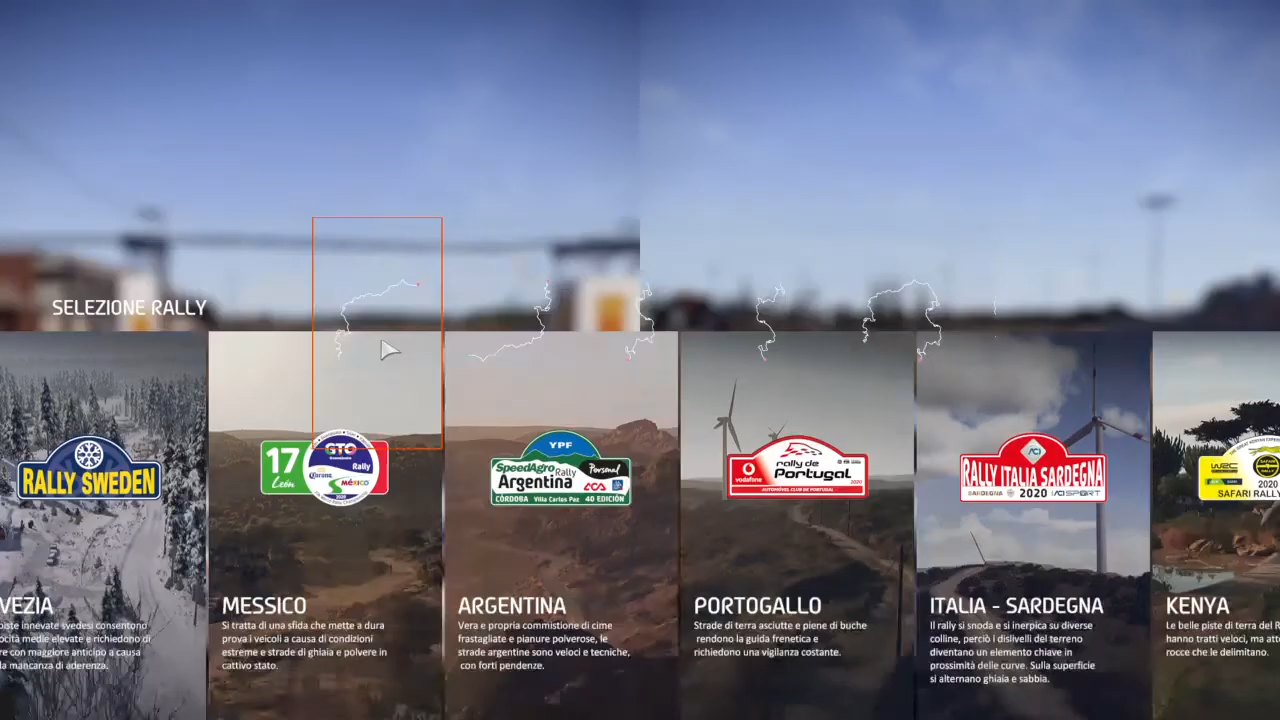 SELEZIONE RALLY
RALLY SWEDEN
VEZIA
piste innevate svedesi consentono
ocità medie elevate e richiedono di
re con maggiore anticipo a causa
la mancanza di aderenza.
17
León
GTO
Rally
Corona
MÉXICO
2020
MESSICO
Si tratta di una sfida che mette a dura
prova i veicoli a causa di condizioni
estreme e strade di ghiaia e polvere in
cattivo stato.
YPF
SpeedAgro Rally Personal
Argentina
CÓRDOBA Villa Carlos Paz 40 EDICIÓN
ARGENTINA
Vera e propria commistione di cime
frastagliate e pianure polverose, le
strade argentine sono veloci e tecniche,
con forti pendenze.
rally de
Portugal
vodafone
2020
AUTOMÓVEL CLUB DE PORTUGAL
PORTOGALLO
Strade di terra asciutte e piene di buche
rendono la guida frenetica e
richiedono una vigilanza costante.
ACI
RALLY ITALIA SARDEGNA
SARDEGNA 2020 ACI SPORT
ITALIA - SARDEGNA
Il rally si snoda e si inerpica su diverse
colline, perciò i dislivelli del terreno
diventano un elemento chiave in
prossimità delle curve. Sulla superficie
si alternano ghiaia e sabbia.
WRC
SAFARI
RALLY
2020
SAFARI RALLY
KENYA
Le belle piste di terra del R
hanno tratti veloci, ma att
rocce che le delimitano.